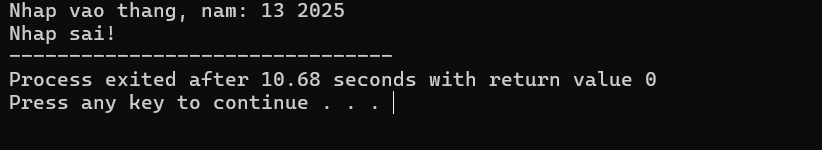 Nhap vao thang, nam: 13 2025
Nhap sai!
--------------------------------
Process exited after 10.68 seconds with return value 0
Press any key to continue . . .